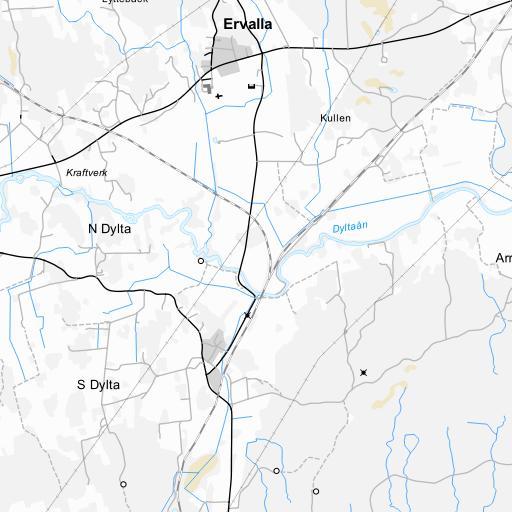 Ervalla
Kullen
Kraftverk
N Dylta
Dyltaån
S Dylta